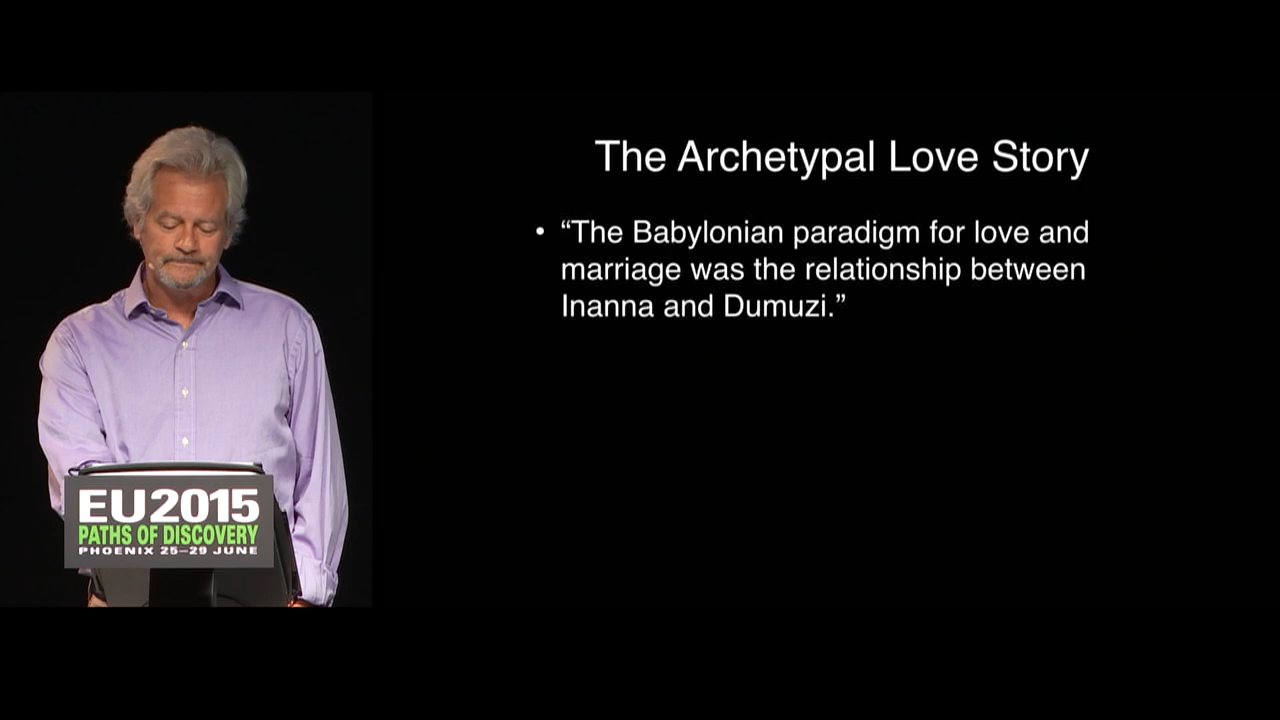 The Archetypal Love Story
• “The Babylonian paradigm for love and
marriage was the relationship between
Inanna and Dumuzi.”
EU2015
PATHS OF DISCOVERY
PHOENIX 25–29 JUNE